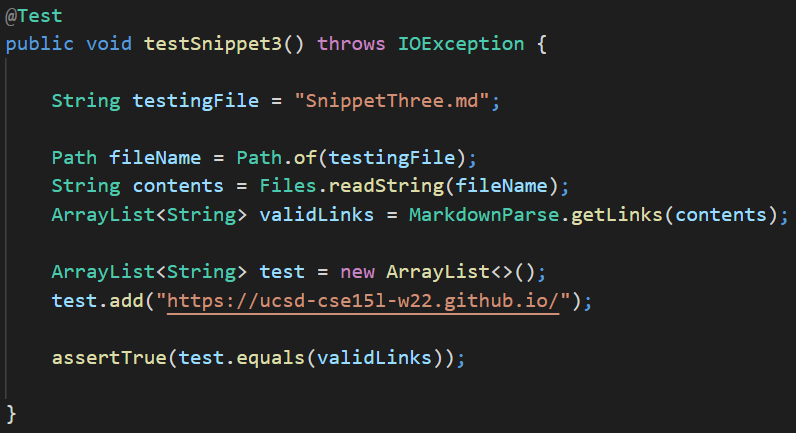 @Test
public void testSnippet3() throws IOException {
String testingFile = "SnippetThree.md";
Path fileName = Path.of(testingFile);
String contents = Files.readString(fileName);
ArrayList<String> validLinks = MarkdownParse.getLinks(contents);
ArrayList<String> test = new ArrayList<>();
test.add("https://ucsd-cse15l-w22.github.io/");
assertTrue(test.equals(validLinks));
}